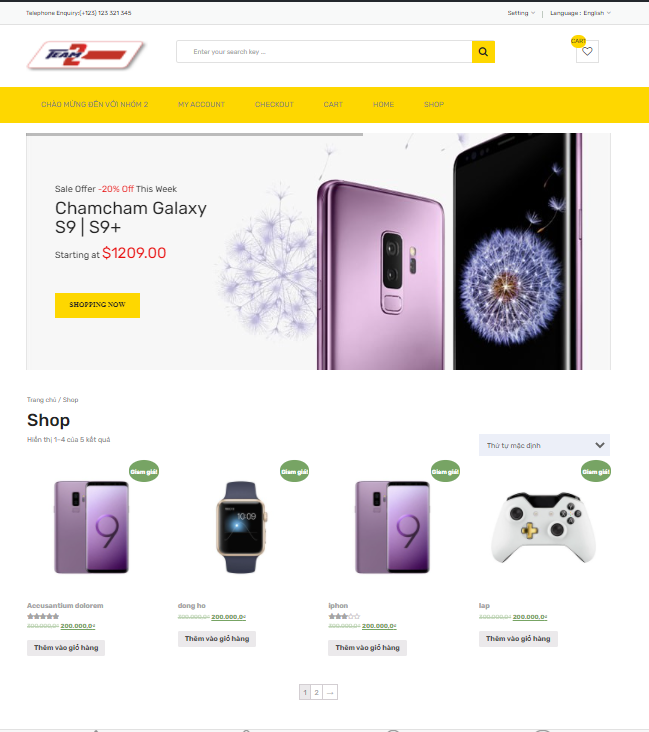 Telephone Enquiry:(+123) 123 321 345
Setting
Language : English
TEAM 2
Enter your search key ...
CART
CHÀO MỪNG ĐẾN VỚI NHÓM 2
MY ACCOUNT
CHECKOUT
CART
HOME
SHOP
Sale Offer -20% Off This Week
Chamcham Galaxy
S9 | S9+
Starting at $1209.00
SHOPPING NOW
Trang chủ / Shop
Shop
Hiển thị 1–4 của 5 kết quả
Thứ tự mặc định
Giảm giá!
Giảm giá!
Giảm giá!
Giảm giá!
10:09
9
9
Accusantium dolorem
300.000,0₫ 200.000,0₫
Thêm vào giỏ hàng
dong ho
300.000,0₫ 200.000,0₫
Thêm vào giỏ hàng
iphon
300.000,0₫ 200.000,0₫
Thêm vào giỏ hàng
lap
300.000,0₫ 200.000,0₫
Thêm vào giỏ hàng
1 2 →